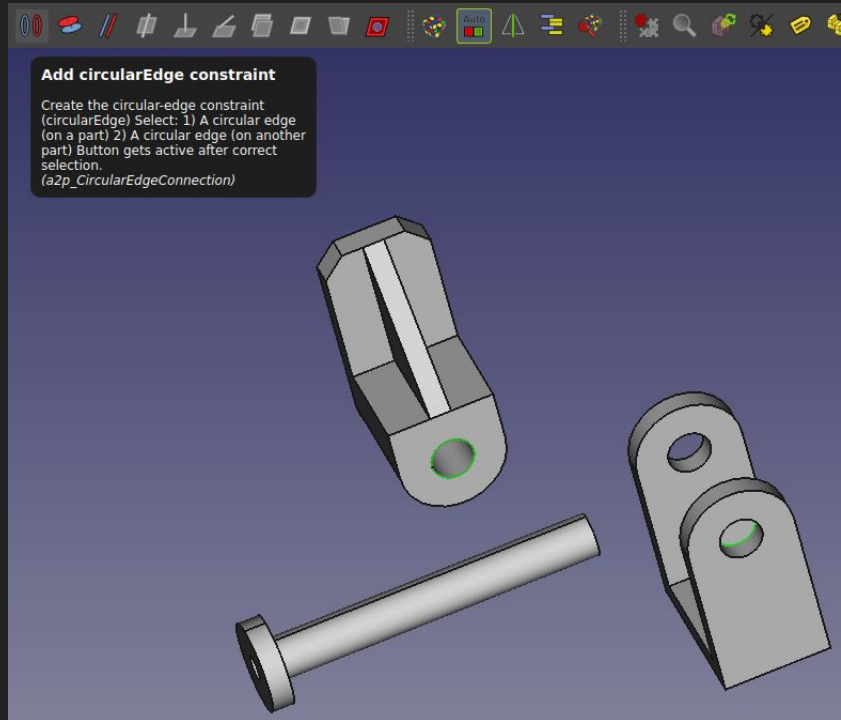 Auto
Add circularEdge constraint
Create the circular-edge constraint
(circularEdge) Select: 1) A circular edge
(on a part) 2) A circular edge (on another
part) Button gets active after correct
selection.
(a2p_CircularEdgeConnection)